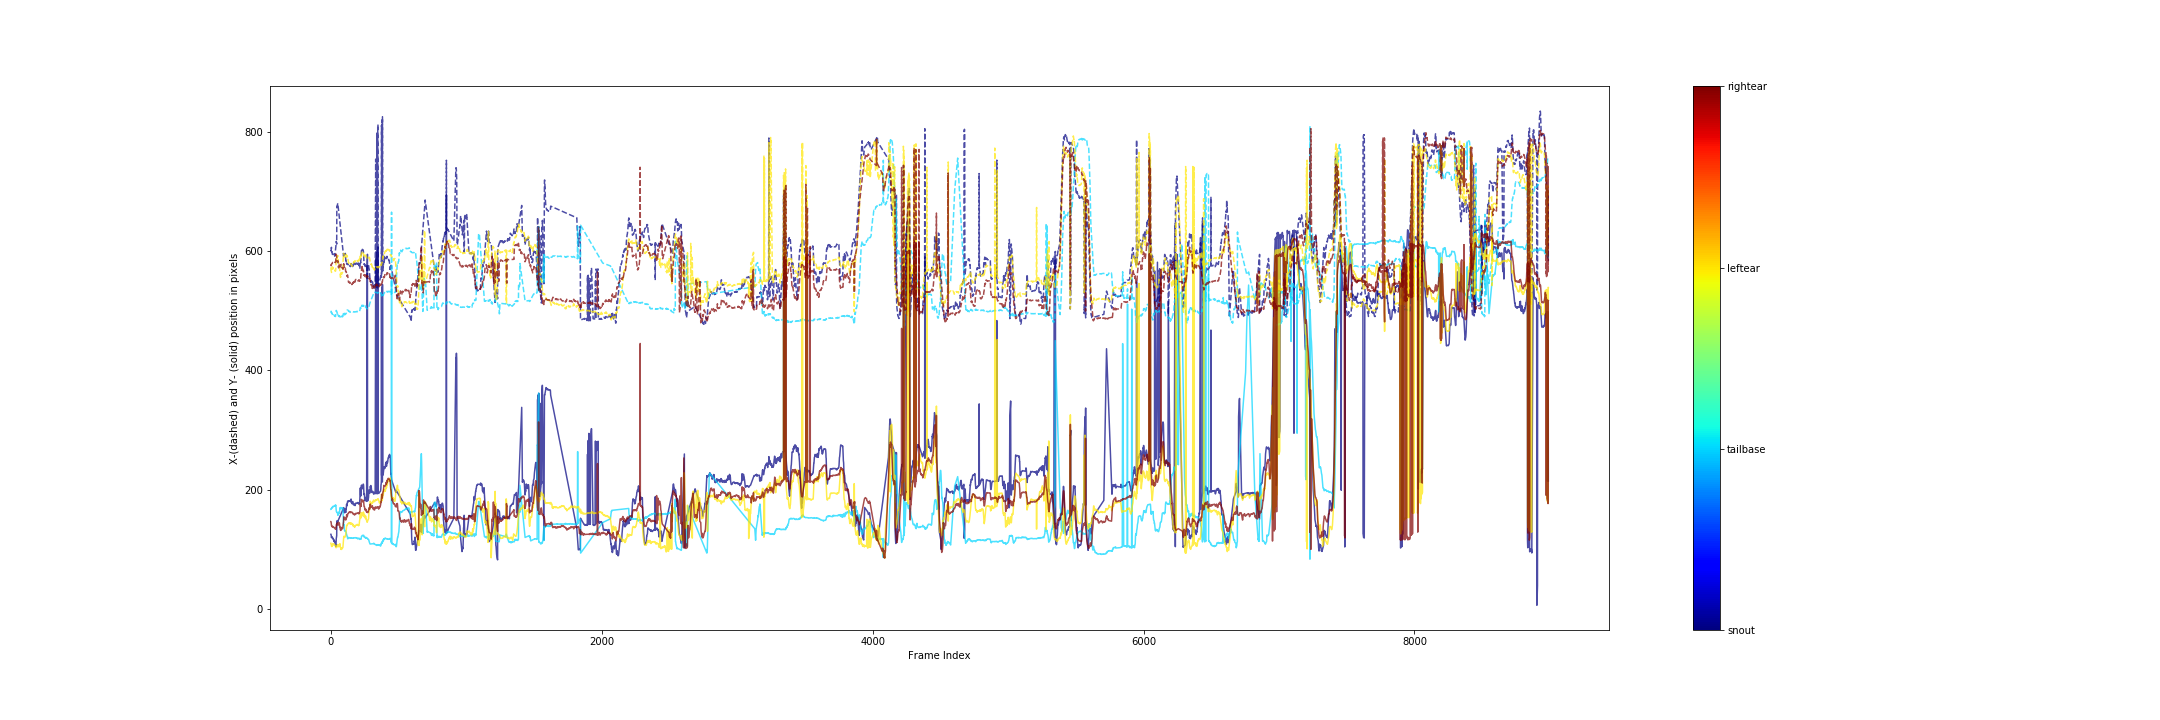 X-(dashed) and Y- (solid) position in pixels
800
600
400
200
0
0 2000 4000 6000 8000
Frame Index
rightear
leftear
tailbase
snout